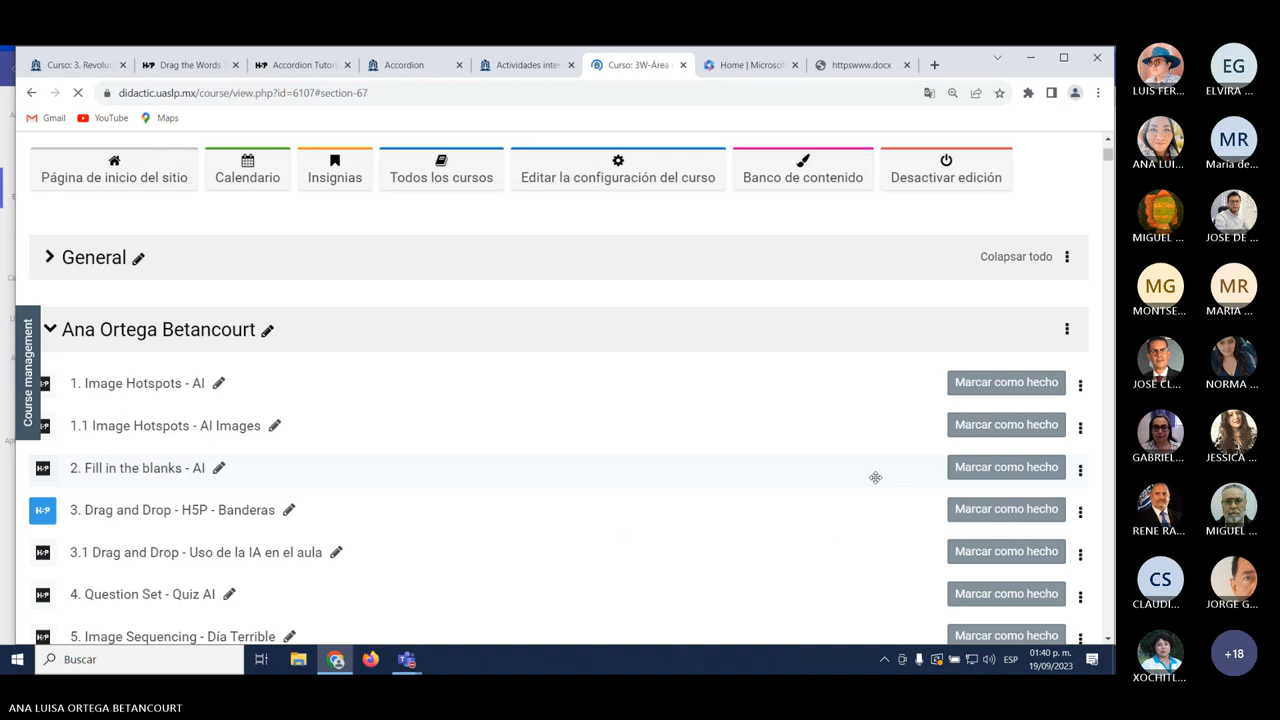 Curso: 3. Revoluc
Drag the Words
Accordion Tutor
Accordion
Actividades inter
Curso: 3W-Área
Home | Microsof
httpswww.docx
didactic.uaslp.mx/course/view.php?id=6107#section-67
Gmail
YouTube
Maps
Página de inicio del sitio
Calendario
Insignias
Todos los cursos
Editar la configuración del curso
Banco de contenido
Desactivar edición
General
Colapsar todo
Course management
Ana Ortega Betancourt
1. Image Hotspots - AI
Marcar como hecho
1.1 Image Hotspots - AI Images
Marcar como hecho
2. Fill in the blanks - AI
Marcar como hecho
H5P
3. Drag and Drop - H5P - Banderas
Marcar como hecho
3.1 Drag and Drop - Uso de la IA en el aula
Marcar como hecho
4. Question Set - Quiz AI
Marcar como hecho
5. Image Sequencing - Día Terrible
Marcar como hecho
Buscar
ESP
01:40 p. m.
19/09/2023
LUIS FER...
EG
ELVIRA ...
ANA LUI...
MR
Maria de...
MIGUEL ...
JOSE DE ...
MG
MONTSE...
MR
MARIA ...
JOSE CL...
NORMA ...
GABRIEL...
JESSICA ...
RENE RA...
MIGUEL ...
CS
CLAUDI...
JORGE G...
XOCHITL...
+18
ANA LUISA ORTEGA BETANCOURT